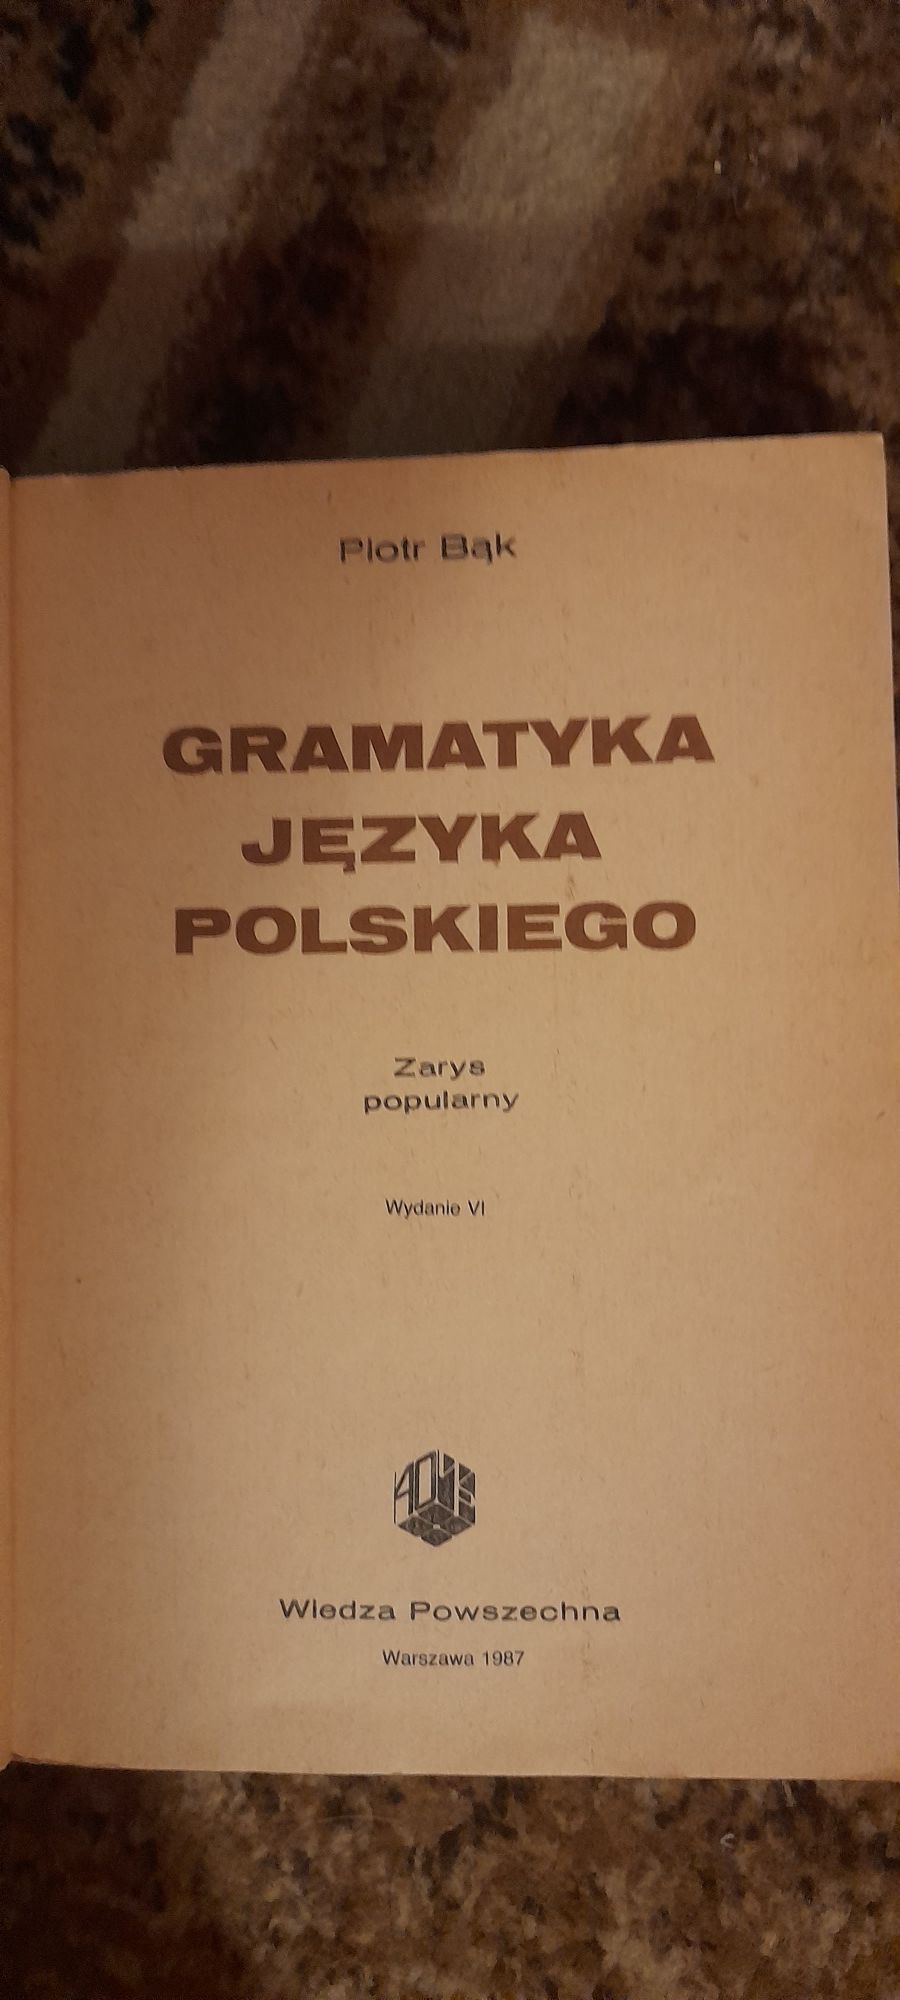 Piotr Bąk
GRAMATYKA
JĘZYKA
POLSKIEGO
Zarys
popularny
Wydanie VI
Wiedza Powszechna
Warszawa 1987